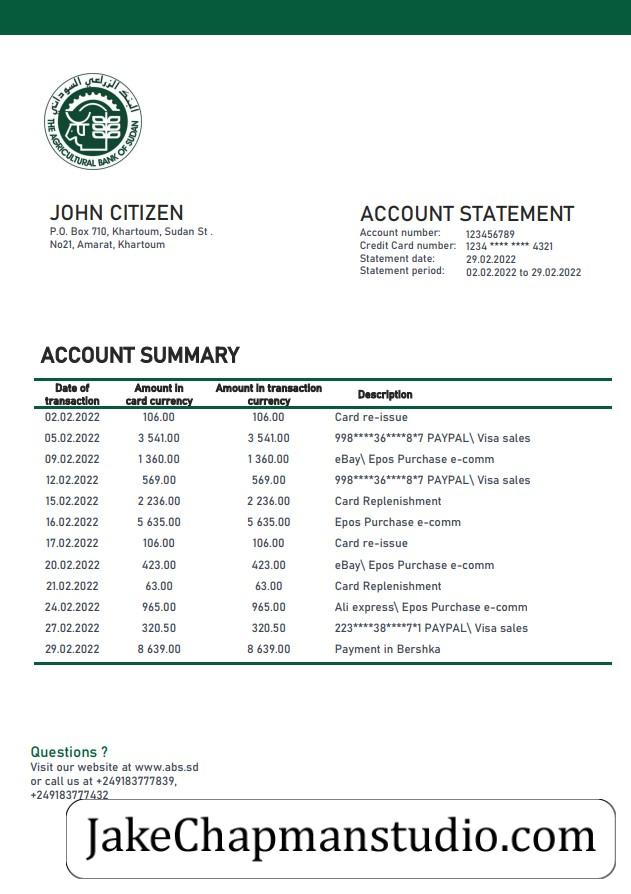 البنك الزراعي السوداني
THE AGRICULTURAL BANK OF SUDAN
JOHN CITIZEN
P.O. Box 710, Khartoum, Sudan St .
No21, Amarat, Khartoum
ACCOUNT STATEMENT
Account number: 123456789
Credit Card number: 1234 **** **** 4321
Statement date: 29.02.2022
Statement period: 02.02.2022 to 29.02.2022
ACCOUNT SUMMARY
Date of transaction Amount in card currency Amount in transaction currency Description
02.02.2022 106.00 106.00 Card re-issue
05.02.2022 3 541.00 3 541.00 998****36****8*7 PAYPAL\ Visa sales
09.02.2022 1 360.00 1 360.00 eBay\ Epos Purchase e-comm
12.02.2022 569.00 569.00 998****36****8*7 PAYPAL\ Visa sales
15.02.2022 2 236.00 2 236.00 Card Replenishment
16.02.2022 5 635.00 5 635.00 Epos Purchase e-comm
17.02.2022 106.00 106.00 Card re-issue
20.02.2022 423.00 423.00 eBay\ Epos Purchase e-comm
21.02.2022 63.00 63.00 Card Replenishment
24.02.2022 965.00 965.00 Ali express\ Epos Purchase e-comm
27.02.2022 320.50 320.50 223****38****7*1 PAYPAL\ Visa sales
29.02.2022 8 639.00 8 639.00 Payment in Bershka
Questions ?
Visit our website at www.abs.sd
or call us at +249183777839,
+249183777432
JakeChapmanstudio.com